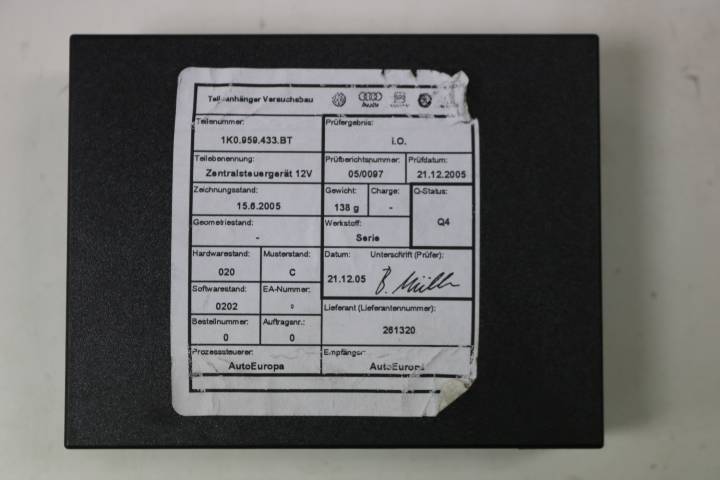 Teileanhänger Versuchsbau
Teilenummer:
1K0.959.433.BT
Prüfergebnis:
i.O.
Teilebenennung:
Zentralsteuergerät 12V
Prüfberichtsnummer:
05/0097
Prüfdatum:
21.12.2005
Zeichnungsstand:
15.6.2005
Gewicht:
138 g
Charge:
-
Q-Status:
Q4
Geometriestand:
-
Werkstoff:
Serie
Hardwarestand:
020
Musterstand:
C
Datum:
21.12.05
Unterschrift (Prüfer):
B. Müller
Softwarestand:
0202
EA-Nummer:
Lieferant (Lieferantennummer):
261320
Bestellnummer:
0
Auftragsnr.:
0
Prozesssteuerer:
AutoEuropa
Empfänger:
AutoEuropa